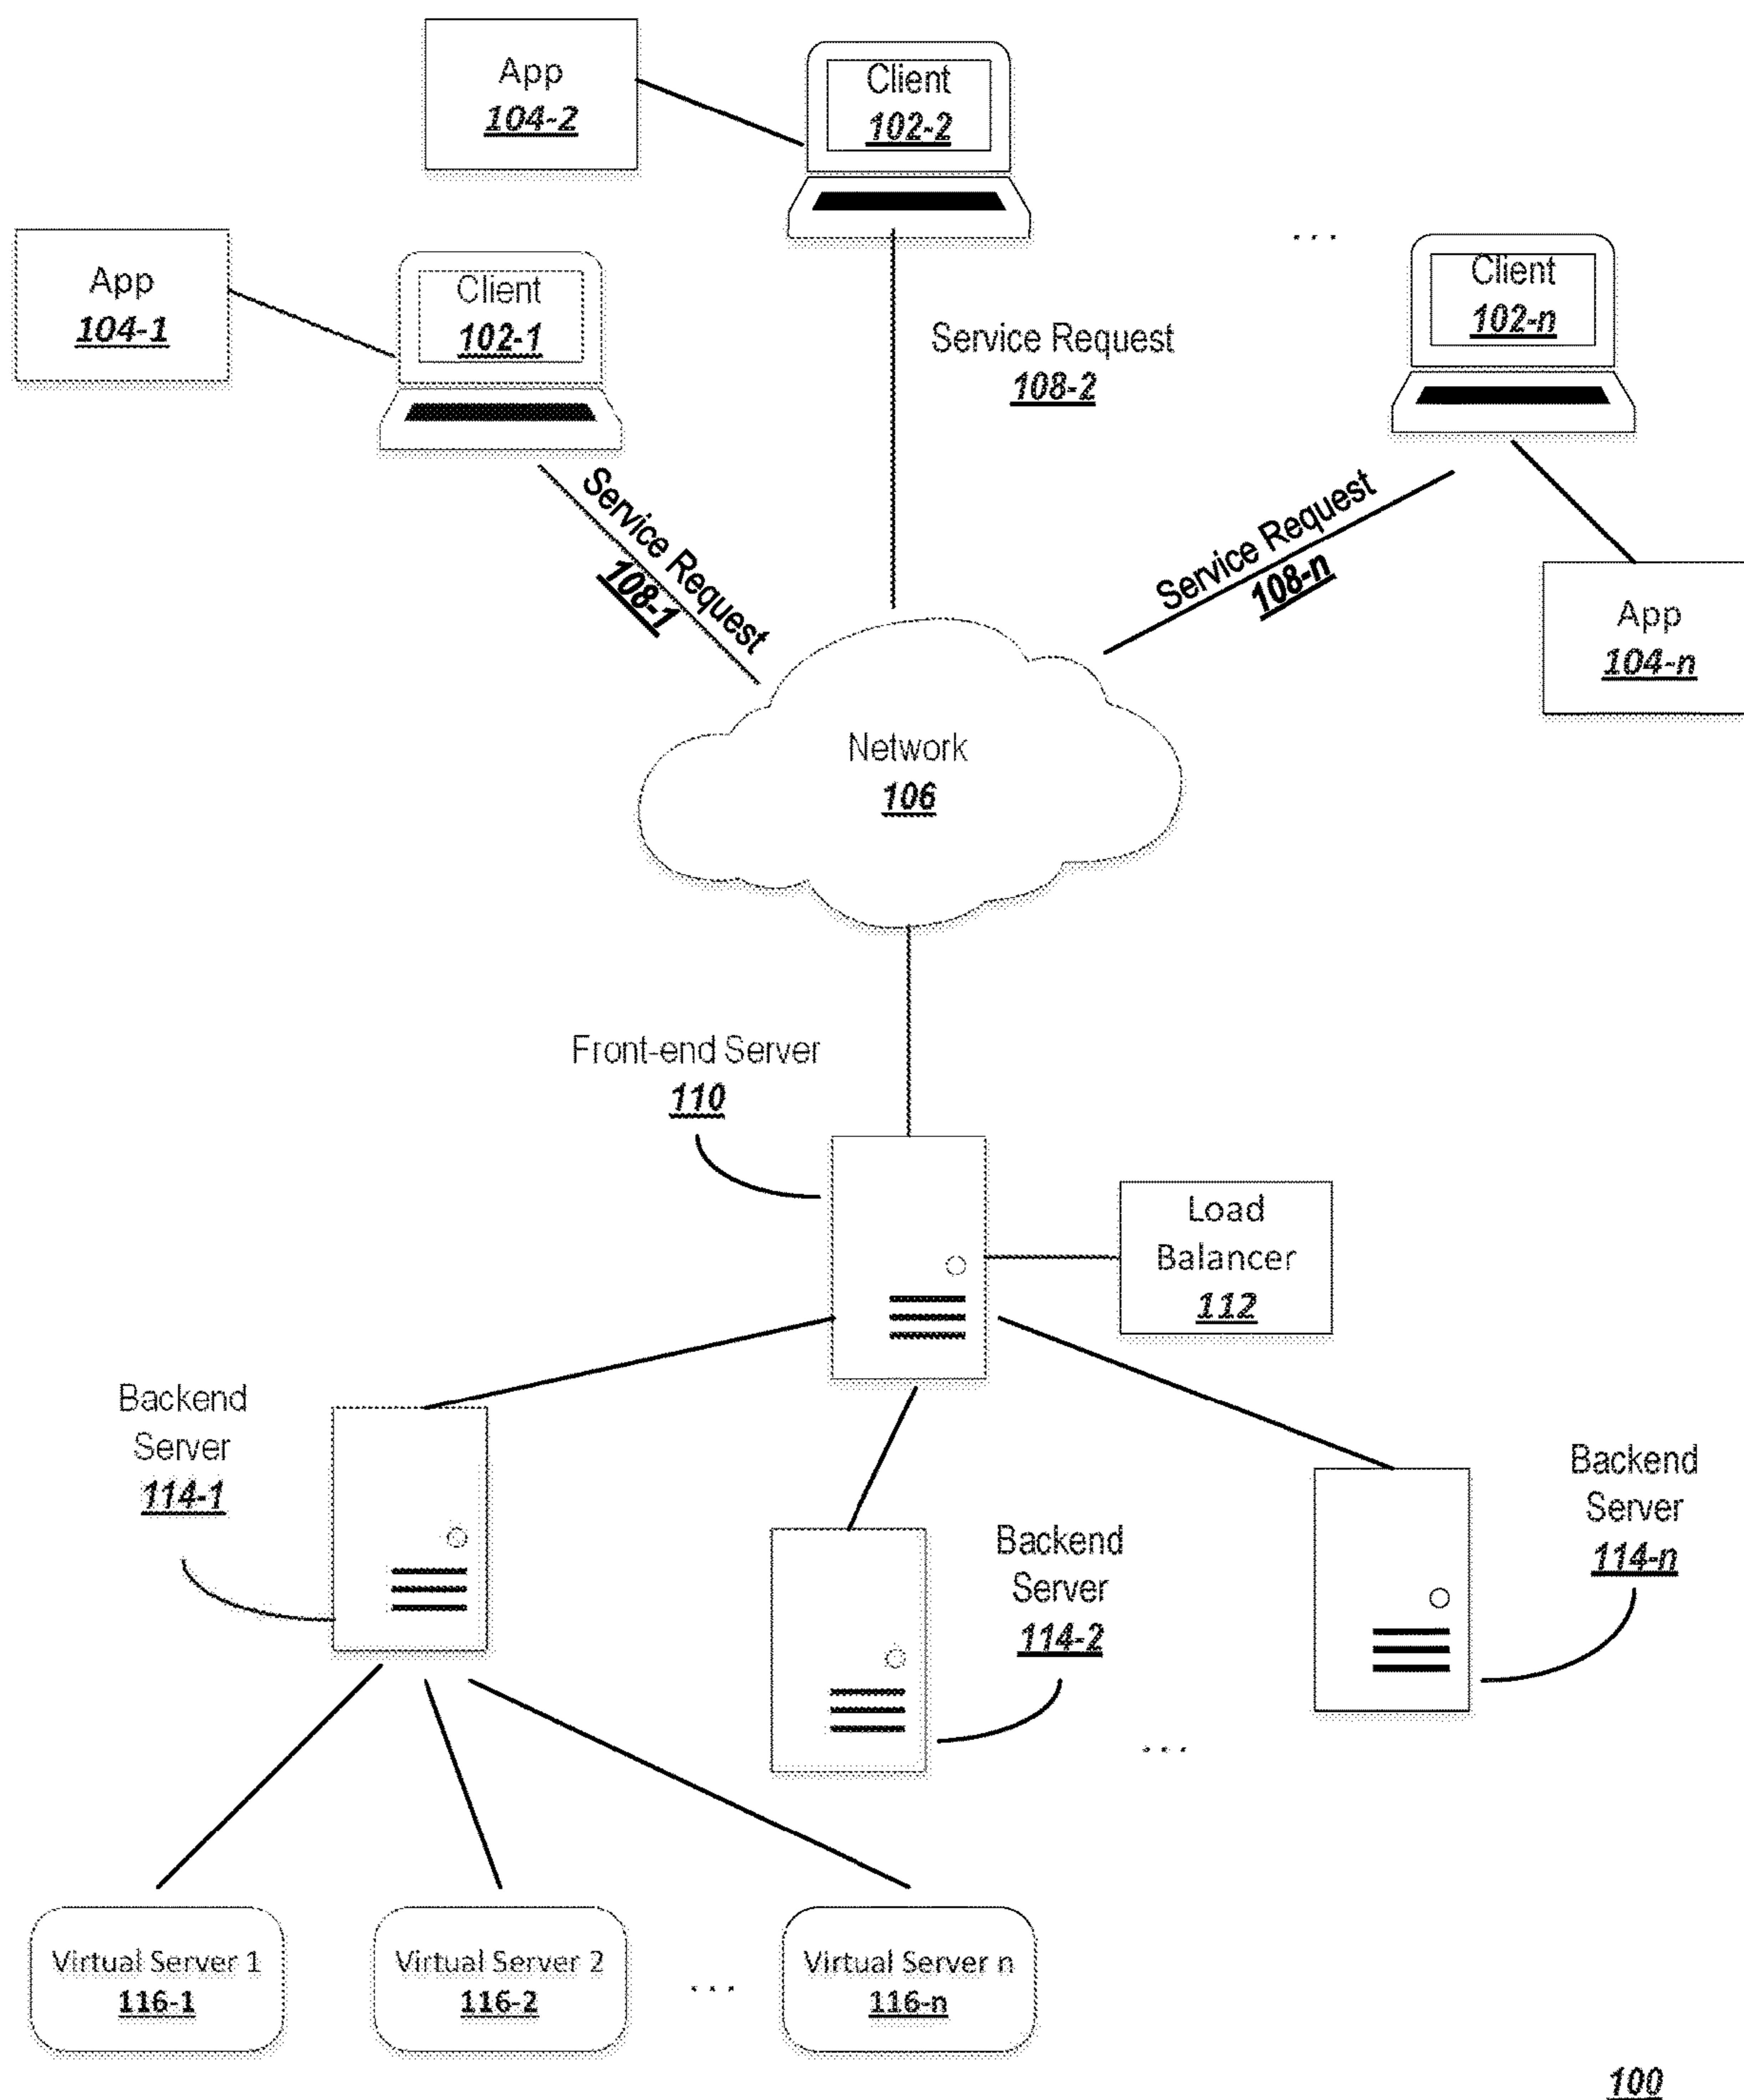 App
104-2
Client
102-2
App
104-1
Client
102-1
...
Client
102-n
Service Request
108-2
Service Request
108-1
Service Request
108-n
App
104-n
Network
106
Front-end Server
110
Load
Balancer
112
Backend
Server
114-1
Backend
Server
114-2
Backend
Server
114-n
...
Virtual Server 1
116-1
Virtual Server 2
116-2
...
Virtual Server n
116-n
100